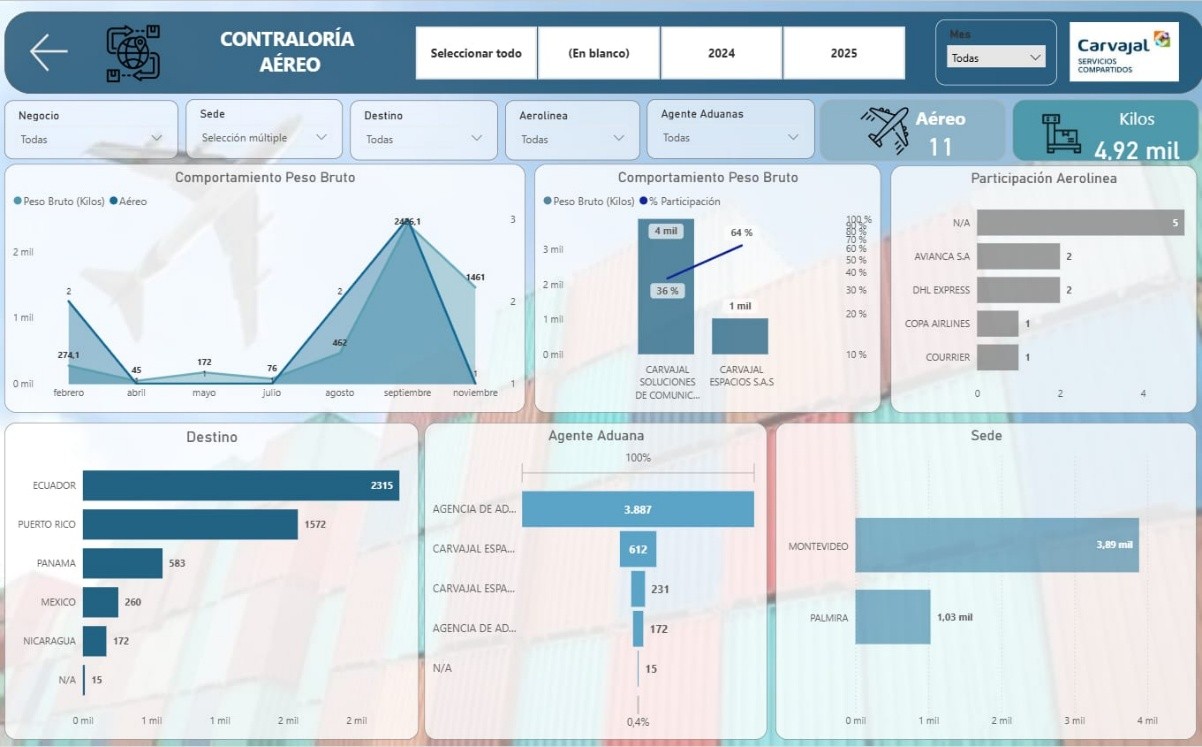 CONTRALORÍA
AÉREO
Seleccionar todo
(En blanco)
2024
2025
Mes
Todas
Carvajal
SERVICIOS
COMPARTIDOS
Negocio
Todas
Sede
Selección múltiple
Destino
Todas
Aerolinea
Todas
Agente Aduanas
Todas
Aéreo
11
Kilos
4,92 mil
Comportamiento Peso Bruto
Peso Bruto (Kilos) Aéreo
2 mil
1 mil
0 mil
3
2
1
2
274,1
45
1
172
1
76
2
462
2436,1
1461
1
febrero abril mayo julio agosto septiembre noviembre
Comportamiento Peso Bruto
Peso Bruto (Kilos) % Participación
3 mil
2 mil
1 mil
0 mil
4 mil
36 %
64 %
1 mil
100 %
90 %
80 %
70 %
60 %
50 %
40 %
30 %
20 %
10 %
CARVAJAL
SOLUCIONES
DE COMUNIC...
CARVAJAL
ESPACIOS S.A.S
Participación Aerolinea
N/A 5
AVIANCA S.A 2
DHL EXPRESS 2
COPA AIRLINES 1
COURRIER 1
0 2 4
Destino
ECUADOR 2315
PUERTO RICO 1572
PANAMA 583
MEXICO 260
NICARAGUA 172
N/A 15
0 mil 1 mil 1 mil 2 mil 2 mil
Agente Aduana
100%
AGENCIA DE AD... 3.887
CARVAJAL ESPA... 612
CARVAJAL ESPA... 231
AGENCIA DE AD... 172
N/A 15
0,4%
Sede
MONTEVIDEO 3,89 mil
PALMIRA 1,03 mil
0 mil 1 mil 2 mil 3 mil 4 mil